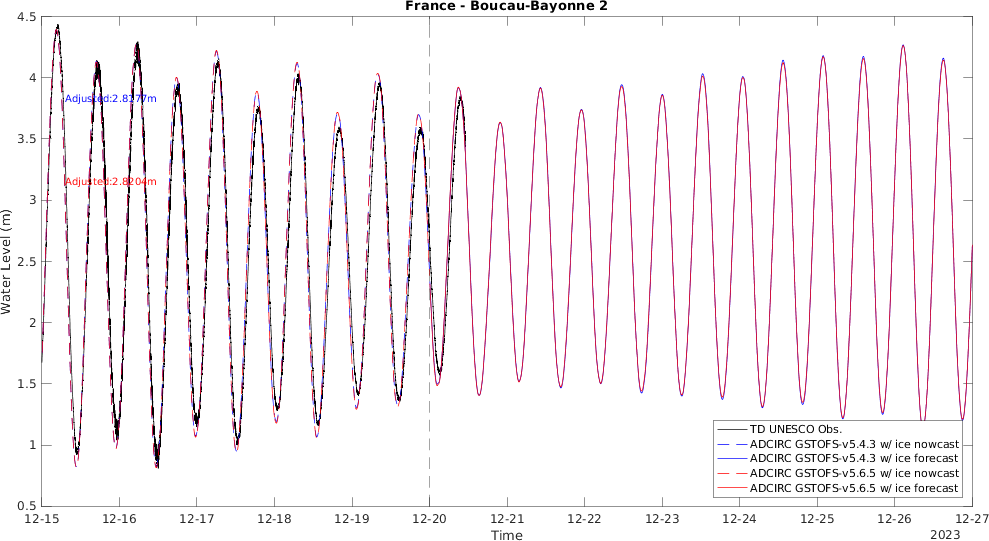 France - Boucau-Bayonne 2
4.5
4
3.5
3
2.5
2
1.5
1
0.5
Water Level (m)
Adjusted:2.8177m
Adjusted:2.8204m
TD UNESCO Obs.
ADCIRC GSTOFS-v5.4.3 w/ ice nowcast
ADCIRC GSTOFS-v5.4.3 w/ ice forecast
ADCIRC GSTOFS-v5.6.5 w/ ice nowcast
ADCIRC GSTOFS-v5.6.5 w/ ice forecast
12-15 12-16 12-17 12-18 12-19 12-20 12-21 12-22 12-23 12-24 12-25 12-26 12-27
Time
2023